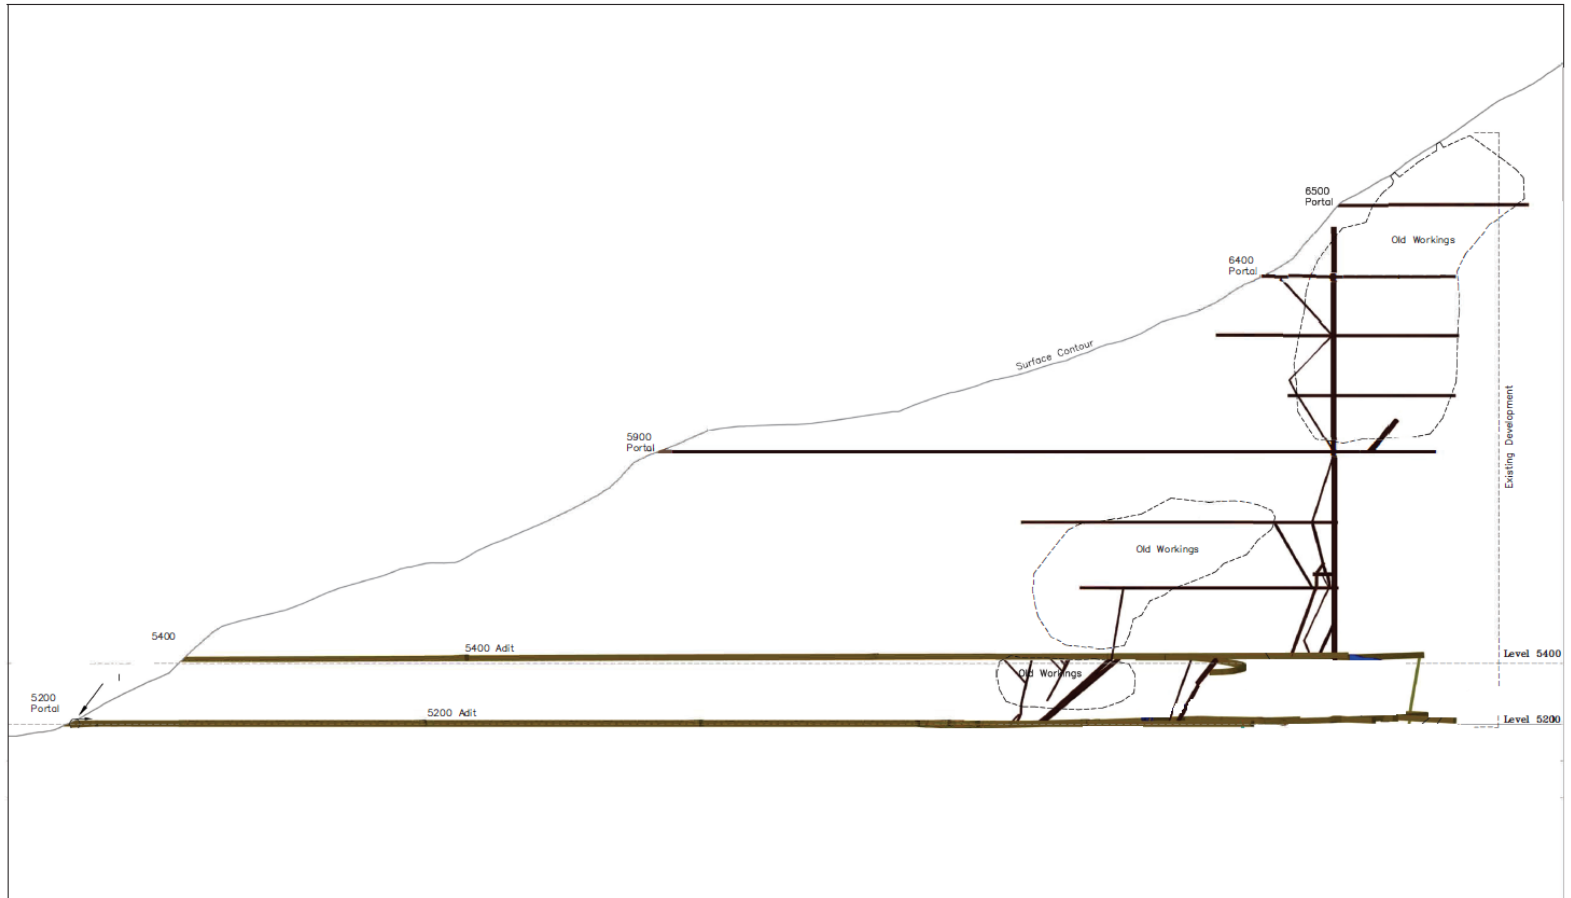 6500
Portal
Old Workings
6400
Portal
Surface Contour
Existing Development
5900
Portal
Old Workings
5400
5400 Adit
Level 5400
Old Workings
5200
Portal
5200 Adit
Level 5200